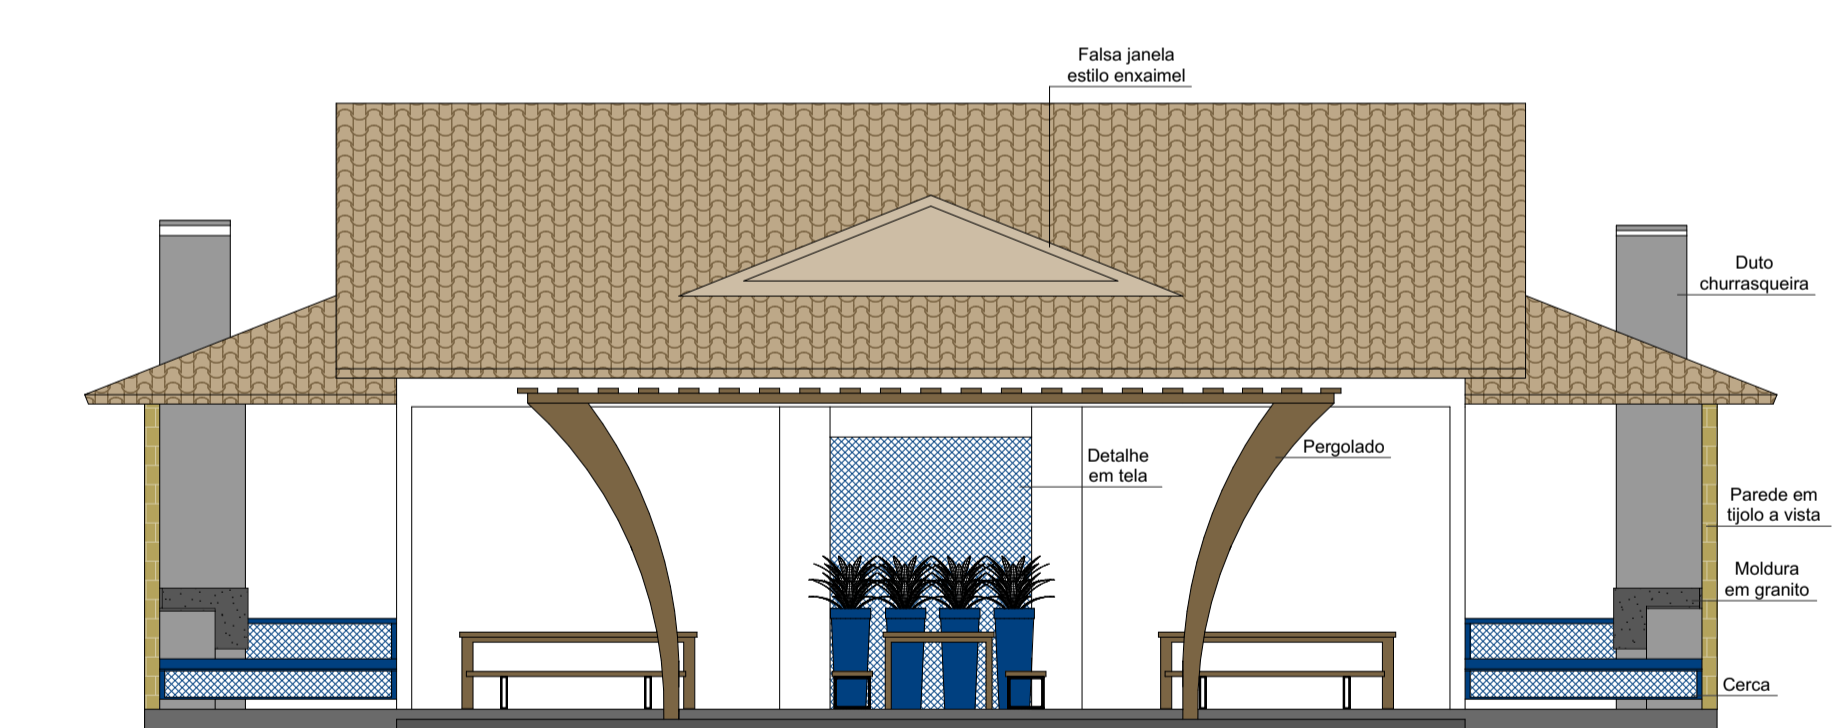 Falsa janela
estilo enxaimel
Duto
churrasqueira
Detalhe
em tela
Pergolado
Parede em
tijolo a vista
Moldura
em granito
Cerca